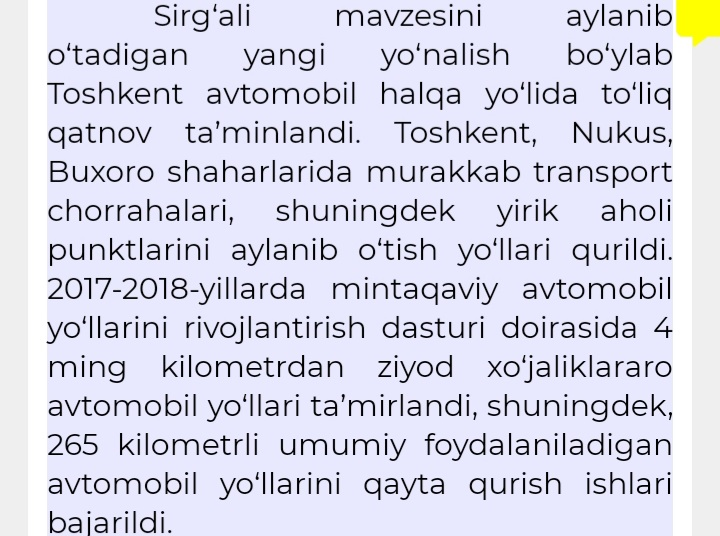 Sirg‘ali mavzesini aylanib
o‘tadigan yangi yo‘nalish bo‘ylab
Toshkent avtomobil halqa yo‘lida to‘liq
qatnov ta’minlandi. Toshkent, Nukus,
Buxoro shaharlarida murakkab transport
chorrahalari, shuningdek yirik aholi
punktlarini aylanib o‘tish yo‘llari qurildi.
2017-2018-yillarda mintaqaviy avtomobil
yo‘llarini rivojlantirish dasturi doirasida 4
ming kilometrdan ziyod xo‘jaliklararo
avtomobil yo‘llari ta’mirlandi, shuningdek,
265 kilometrli umumiy foydalaniladigan
avtomobil yo‘llarini qayta qurish ishlari
bajarildi.